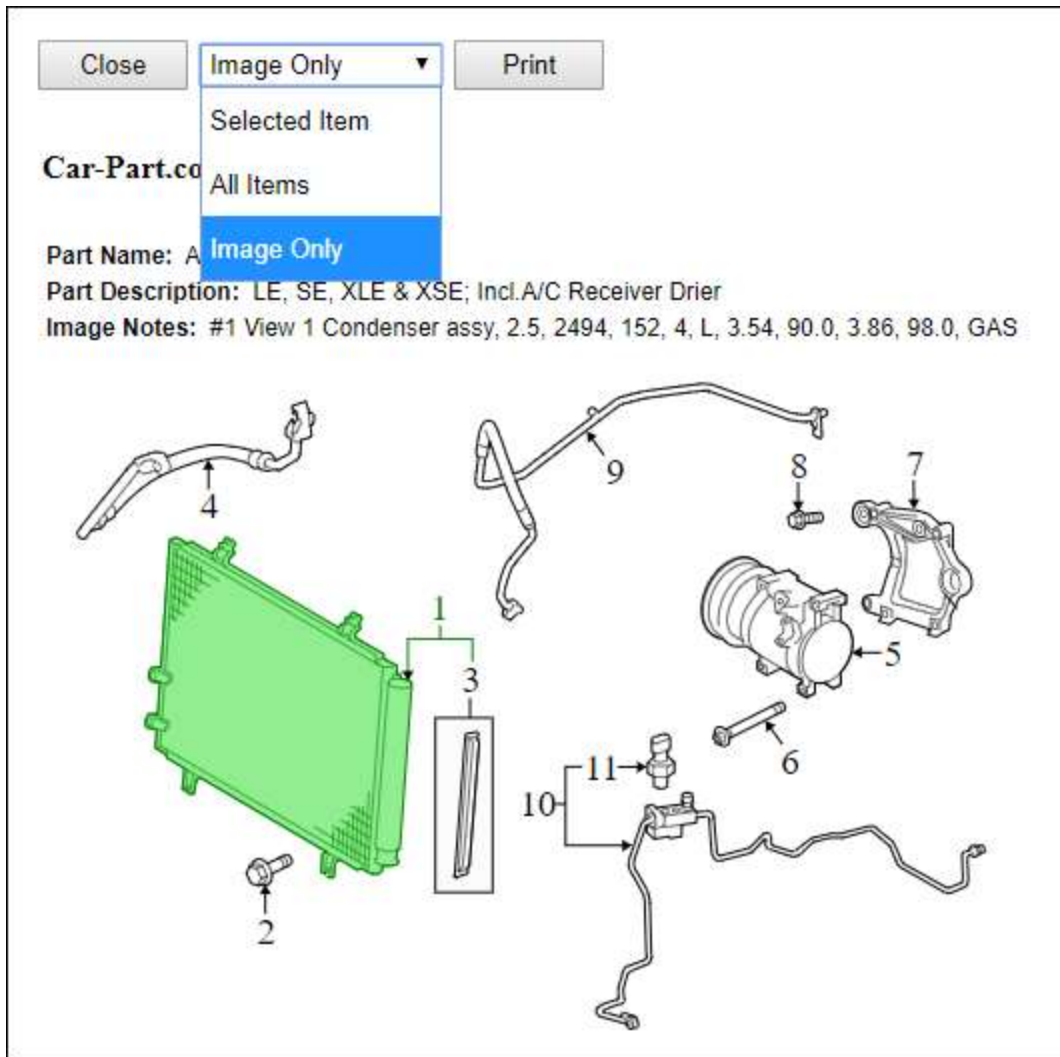 Close Image Only Print
Selected Item
All Items
Image Only
Car-Part.co
Part Name: A
Part Description: LE, SE, XLE & XSE; Incl.A/C Receiver Drier
Image Notes: #1 View 1 Condenser assy, 2.5, 2494, 152, 4, L, 3.54, 90.0, 3.86, 98.0, GAS
4
9
8
7
1
3
5
6
11
10
2